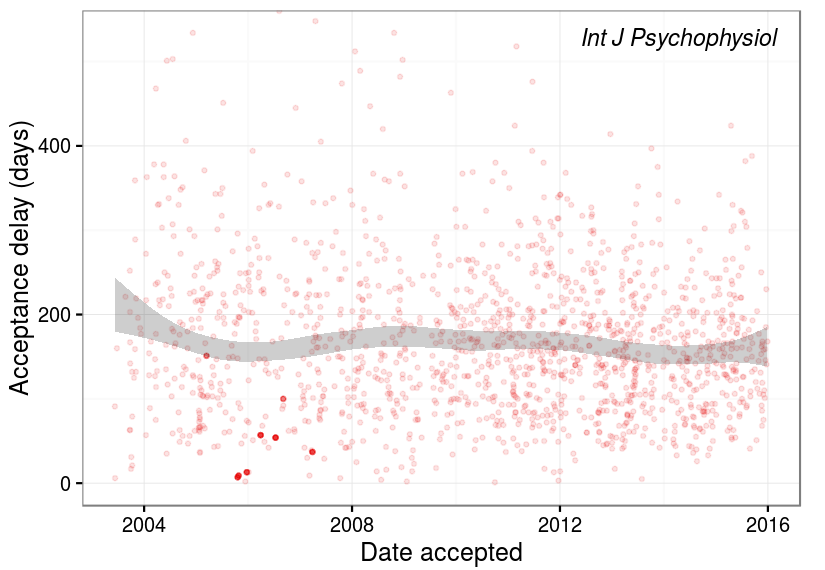 Int J Psychophysiol
Acceptance delay (days)
400
200
0
2004 2008 2012 2016
Date accepted